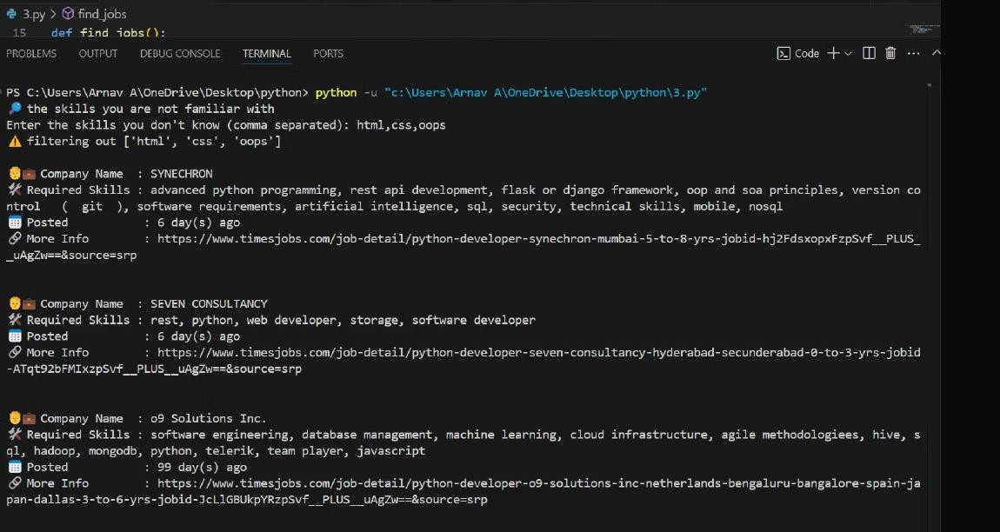 3.py > find_jobs
15 def find_jobs():
PROBLEMS OUTPUT DEBUG CONSOLE TERMINAL PORTS Code
PS C:\Users\Arnav A\OneDrive\Desktop\python> python -u "c:\Users\Arnav A\OneDrive\Desktop\python\3.py"
🔎 the skills you are not familiar with
Enter the skills you don't know (comma separated): html,css,oops
⚠️ filtering out ['html', 'css', 'oops']
🧑‍💼 Company Name : SYNECHRON
🛠 Required Skills : advanced python programming, rest api development, flask or django framework, oop and soa principles, version co
ntrol ( git ), software requirements, artificial intelligence, sql, security, technical skills, mobile, nosql
📅 Posted : 6 day(s) ago
🔗 More Info : https://www.timesjobs.com/job-detail/python-developer-synechron-mumbai-5-to-8-yrs-jobid-hj2FdsxopxFzpSvf__PLUS_
_uAgZw==&source=srp
🧑‍💼 Company Name : SEVEN CONSULTANCY
🛠 Required Skills : rest, python, web developer, storage, software developer
📅 Posted : 6 day(s) ago
🔗 More Info : https://www.timesjobs.com/job-detail/python-developer-seven-consultancy-hyderabad-secunderabad-0-to-3-yrs-jobid
-ATqt92bFMIxzpSvf__PLUS__uAgZw==&source=srp
🧑‍💼 Company Name : o9 Solutions Inc.
🛠 Required Skills : software engineering, database management, machine learning, cloud infrastructure, agile methodologiees, hive, s
ql, hadoop, mongodb, python, telerik, team player, javascript
📅 Posted : 99 day(s) ago
🔗 More Info : https://www.timesjobs.com/job-detail/python-developer-o9-solutions-inc-netherlands-bengaluru-bangalore-spain-ja
pan-dallas-3-to-6-yrs-jobid-JcLlGBUkpYRzpSvf__PLUS__uAgZw==&source=srp